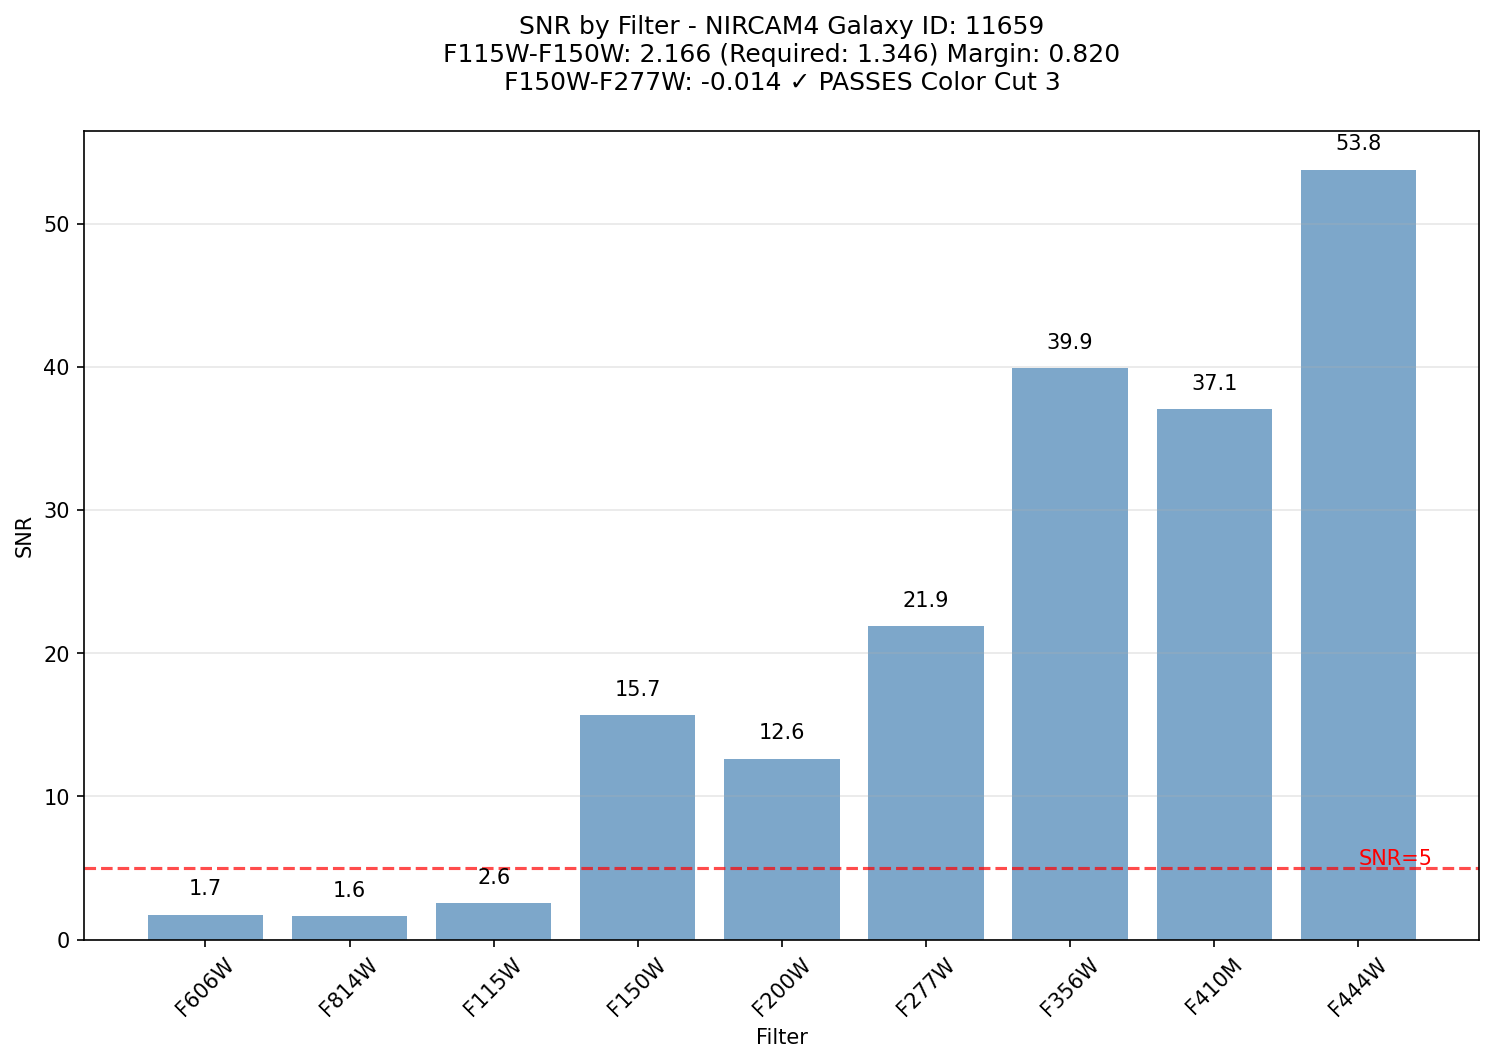 SNR by Filter - NIRCAM4 Galaxy ID: 11659
F115W-F150W: 2.166 (Required: 1.346) Margin: 0.820
F150W-F277W: -0.014 ✓ PASSES Color Cut 3
53.8
50
40
39.9
37.1
30
SNR
21.9
20
15.7
12.6
10
SNR=5
1.7
1.6
2.6
0
F606W
F814W
F115W
F150W
F200W
F277W
F356W
F410M
F444W
Filter